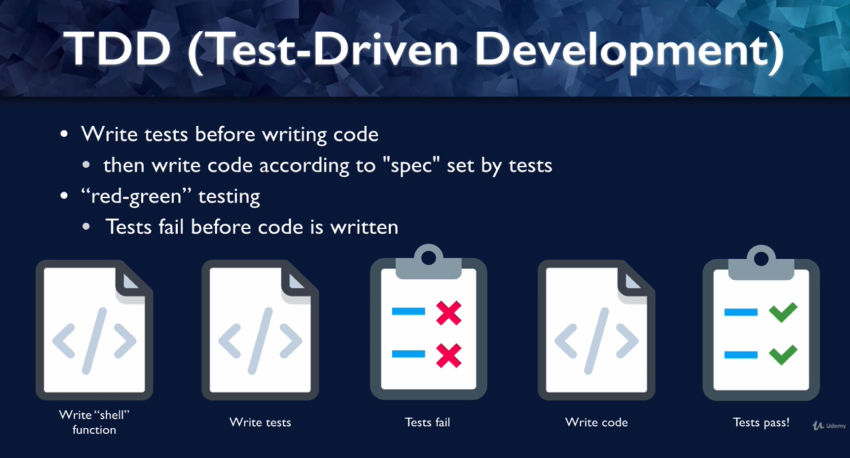 TDD (Test-Driven Development)
• Write tests before writing code
• then write code according to "spec" set by tests
• “red-green” testing
• Tests fail before code is written
Write “shell”
function
Write tests
Tests fail
Write code
Tests pass!
Udemy